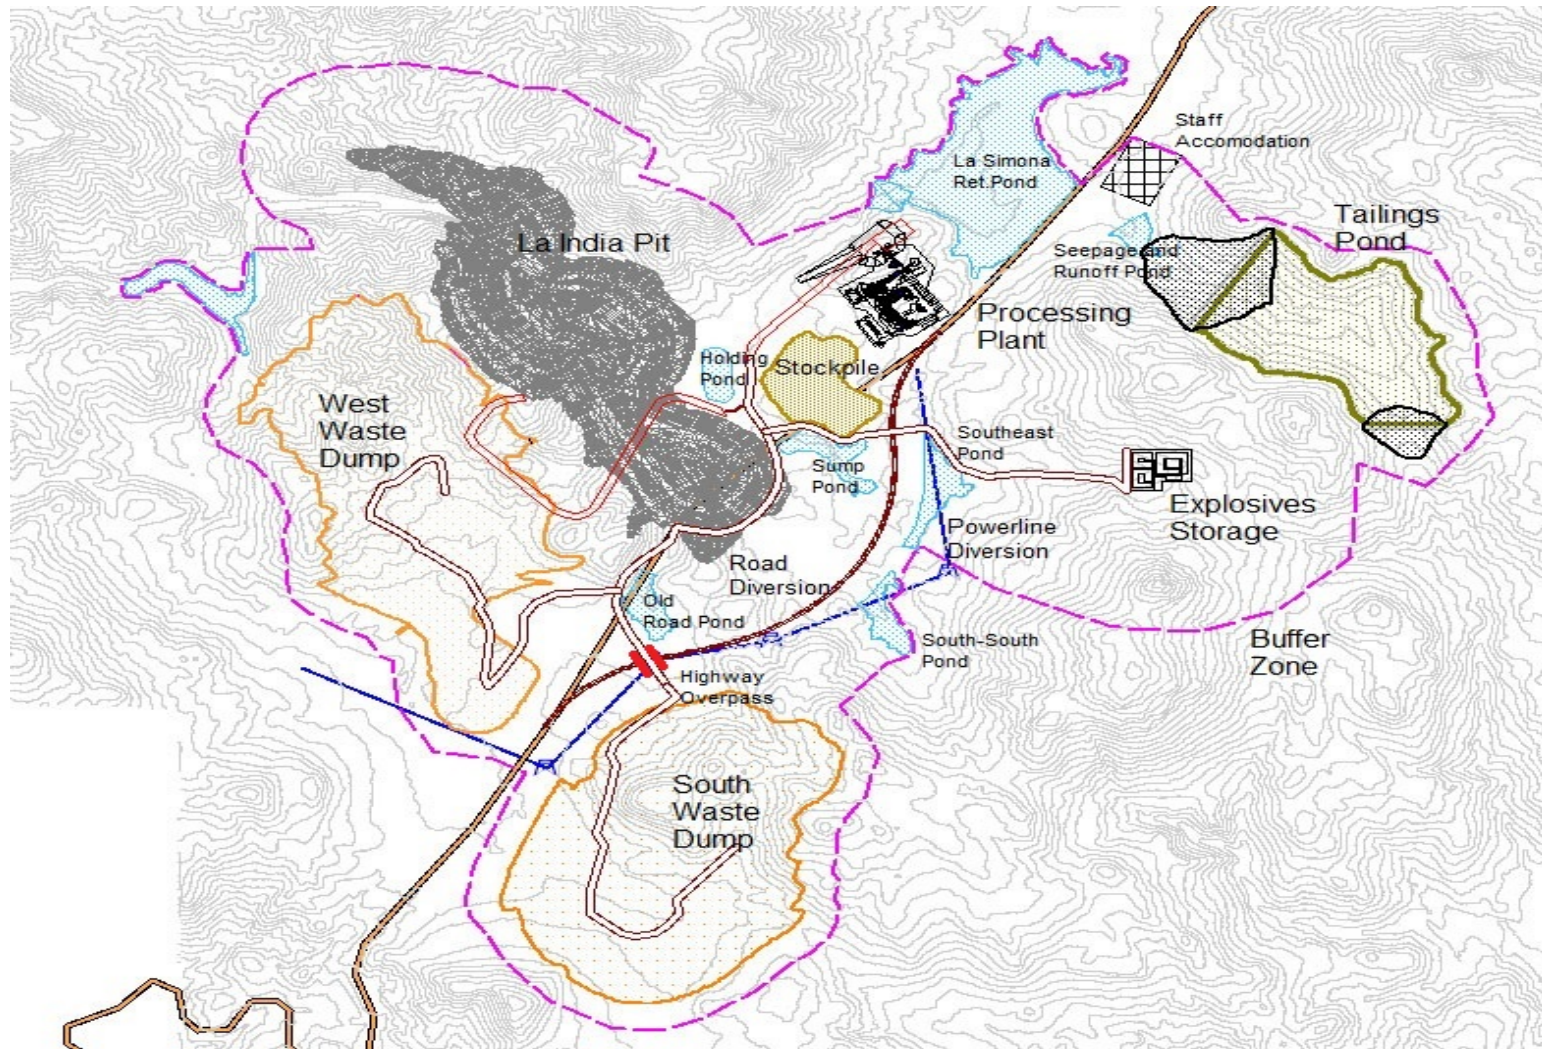 Staff
Accomodation
La Simona
Ret.Pond
Tailings
Pond
La India Pit
Seepage and
Runoff Pond
Processing
Plant
Holding
Pond
Stockpile
West
Waste
Dump
Southeast
Pond
Sump
Pond
Explosives
Storage
Powerline
Diversion
Road
Diversion
Old
Road Pond
South-South
Pond
Buffer
Zone
Highway
Overpass
South
Waste
Dump